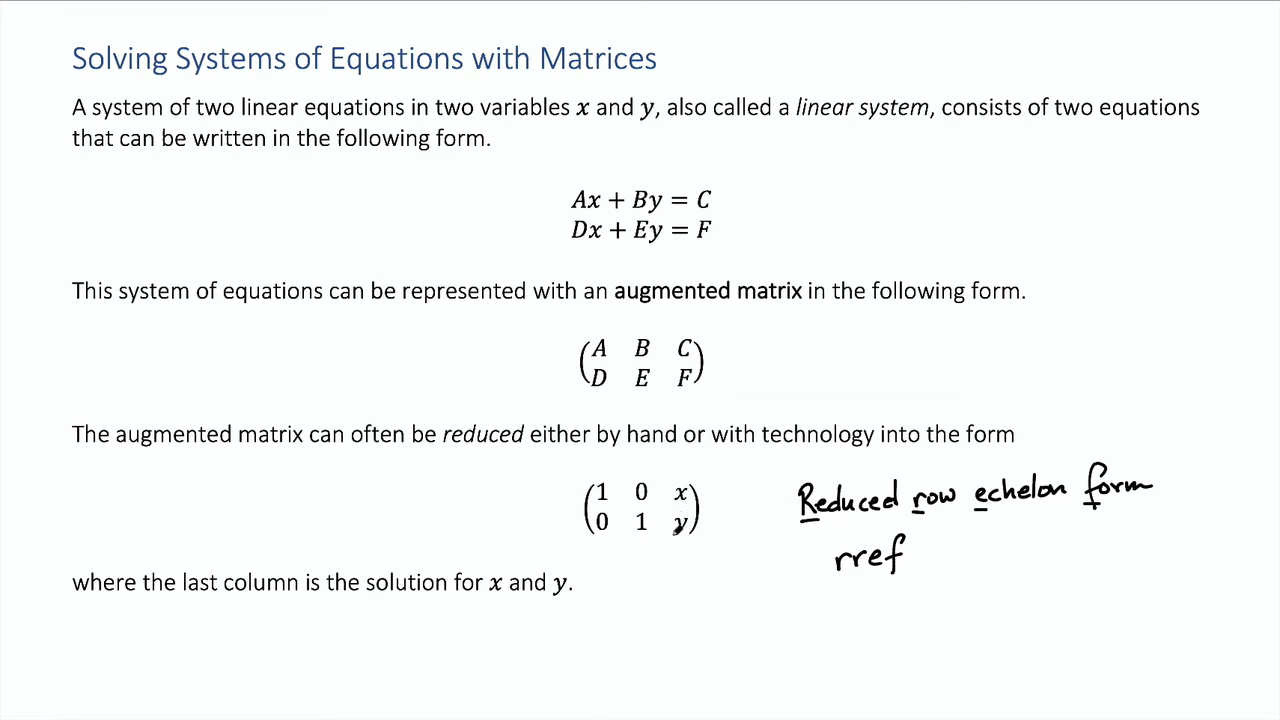 Solving Systems of Equations with Matrices
A system of two linear equations in two variables x and y, also called a linear system, consists of two equations
that can be written in the following form.
Ax + By = C
Dx + Ey = F
This system of equations can be represented with an augmented matrix in the following form.
(A B C)
(D E F)
The augmented matrix can often be reduced either by hand or with technology into the form
(1 0 x)
(0 1 y)
Reduced row echelon form
rref
where the last column is the solution for x and y.